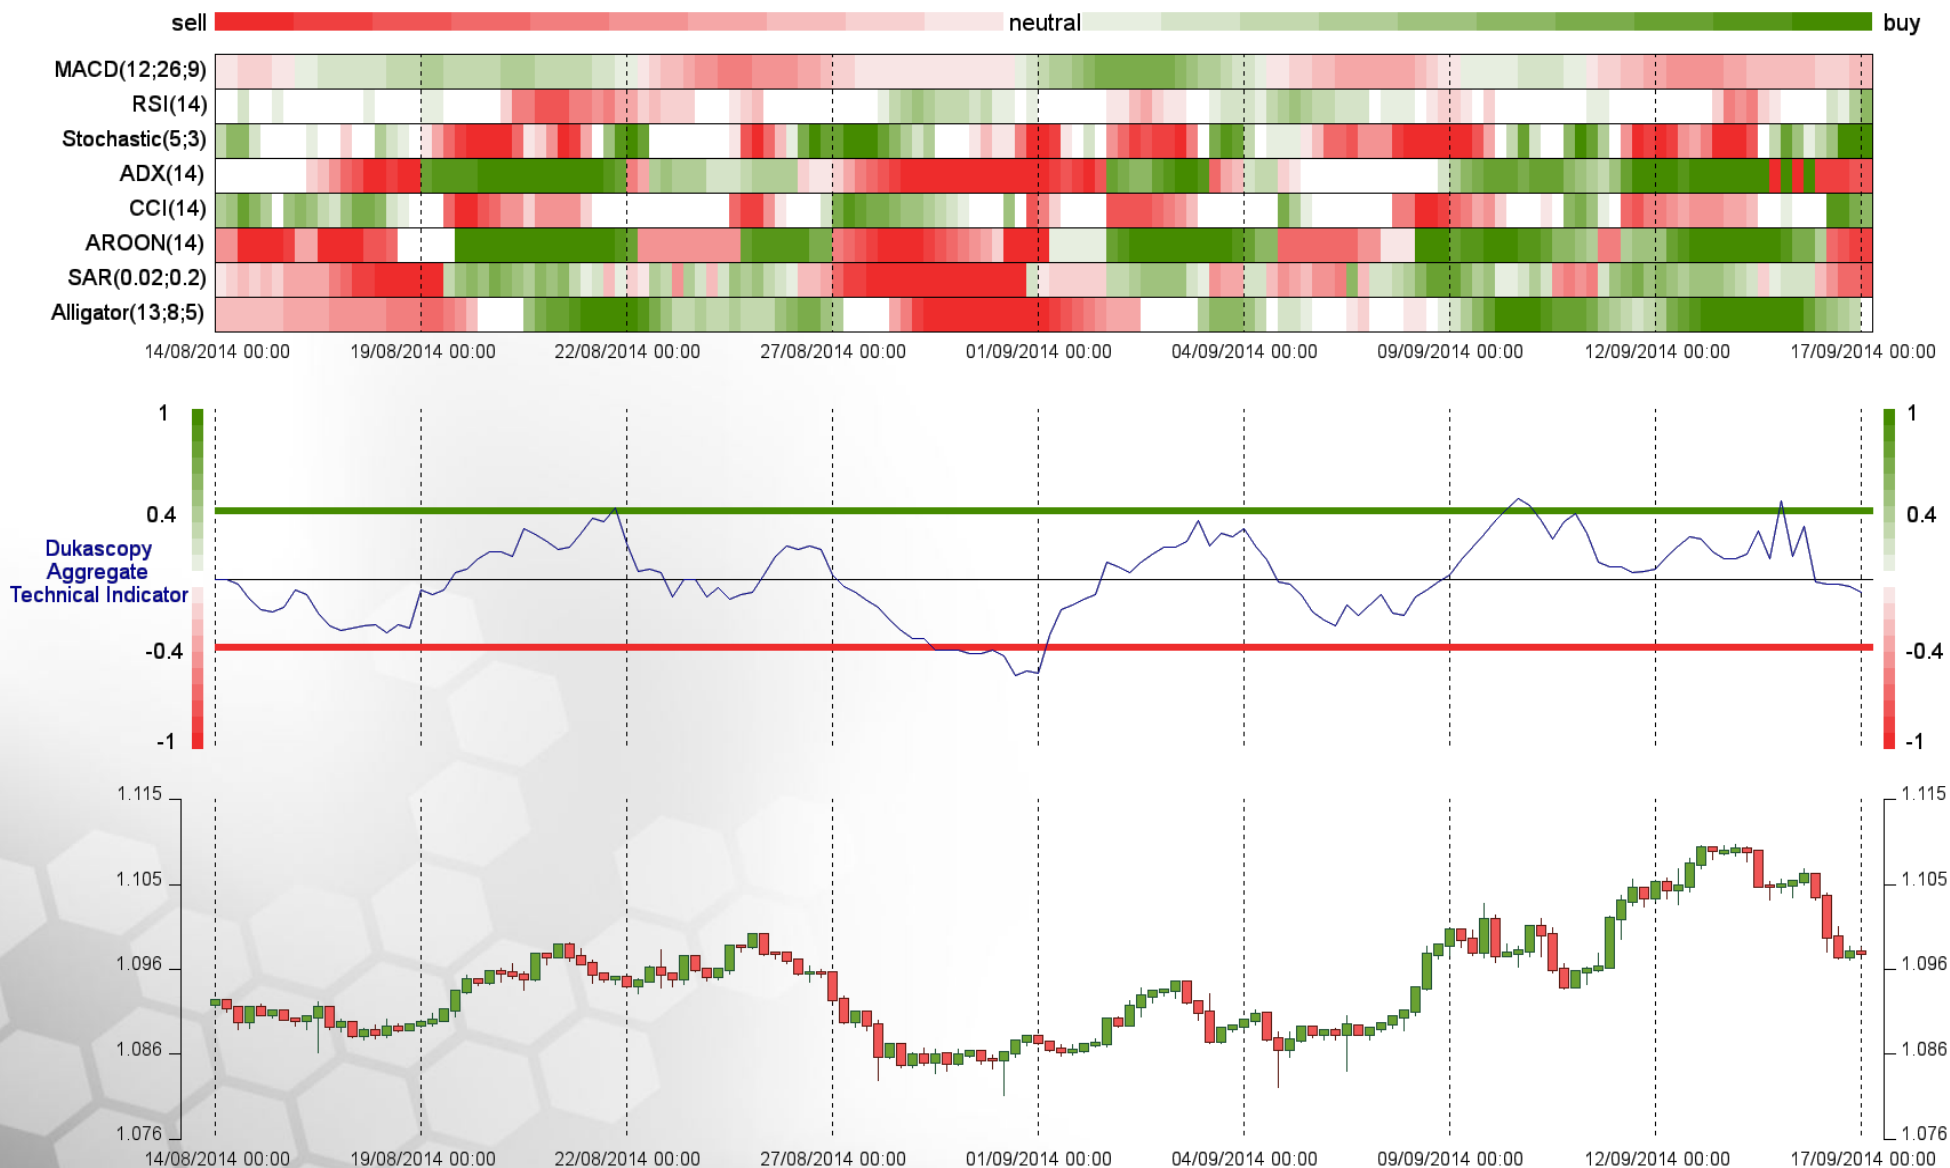 sell neutral buy
MACD(12;26;9)
RSI(14)
Stochastic(5;3)
ADX(14)
CCI(14)
AROON(14)
SAR(0.02;0.2)
Alligator(13;8;5)
14/08/2014 00:00 19/08/2014 00:00 22/08/2014 00:00 27/08/2014 00:00 01/09/2014 00:00 04/09/2014 00:00 09/09/2014 00:00 12/09/2014 00:00 17/09/2014 00:00
1 1
0.4 0.4
Dukascopy
Aggregate
Technical Indicator
-0.4 -0.4
-1 -1
1.115 1.115
1.105 1.105
1.096 1.096
1.086 1.086
1.076 1.076
14/08/2014 00:00 19/08/2014 00:00 22/08/2014 00:00 27/08/2014 00:00 01/09/2014 00:00 04/09/2014 00:00 09/09/2014 00:00 12/09/2014 00:00 17/09/2014 00:00